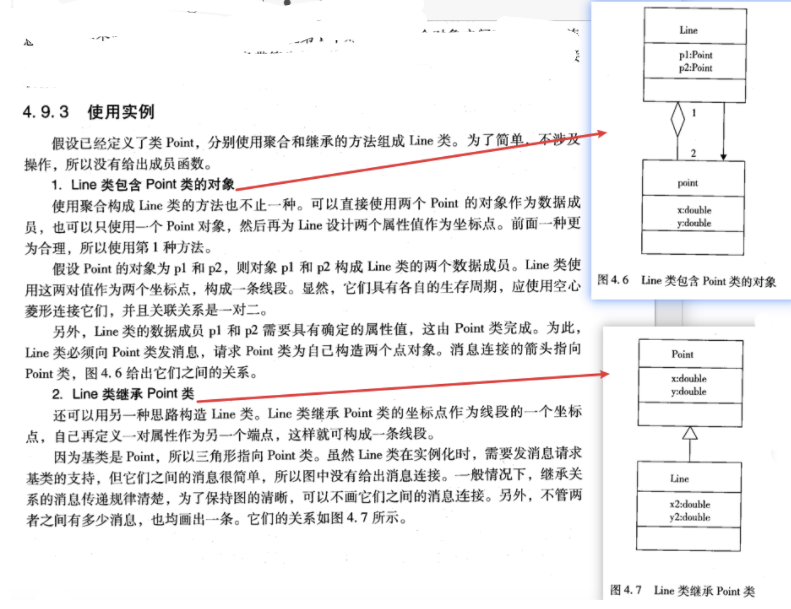 4.9.3 使用实例
假设已经定义了类 Point，分别使用聚合和继承的方法组成 Line 类。为了简单，不涉及
操作，所以没有给出成员函数。
1. Line 类包含 Point 类的对象
使用聚合构成 Line 类的方法也不止一种。可以直接使用两个 Point 的对象作为数据成
员，也可以只使用一个 Point 对象，然后再为 Line 设计两个属性值作为坐标点。前面一种更
为合理，所以使用第 1 种方法。
假设 Point 的对象为 p1 和 p2，则对象 p1 和 p2 构成 Line 类的两个数据成员。Line 类使
用这两对值作为两个坐标点，构成一条线段。显然，它们具有各自的生存周期，应使用空心
菱形连接它们，并且关联关系是一对二。
另外，Line 类的数据成员 p1 和 p2 需要具有确定的属性值，这由 Point 类完成。为此，
Line 类必须向 Point 类发消息，请求 Point 类为自己构造两个点对象。消息连接的箭头指向
Point 类，图 4.6 给出它们之间的关系。
2. Line 类继承 Point 类
还可以用另一种思路构造 Line 类。Line 类继承 Point 类的坐标点作为线段的一个坐标
点，自己再定义一对属性作为另一个端点，这样就可构成一条线段。
因为基类是 Point，所以三角形指向 Point 类。虽然 Line 类在实例化时，需要发消息请求
基类的支持，但它们之间的消息很简单，所以图中没有给出消息连接。一般情况下，继承关
系的消息传递规律清楚，为了保持图的清晰，可以不画它们之间的消息连接。另外，不管两
者之间有多少消息，也均画出一条。它们的关系如图 4.7 所示。
Line
p1:Point
p2:Point
1
2
point
x:double
y:double
图 4.6 Line 类包含 Point 类的对象
Point
x:double
y:double
Line
x2:double
y2:double
图 4.7 Line 类继承 Point 类